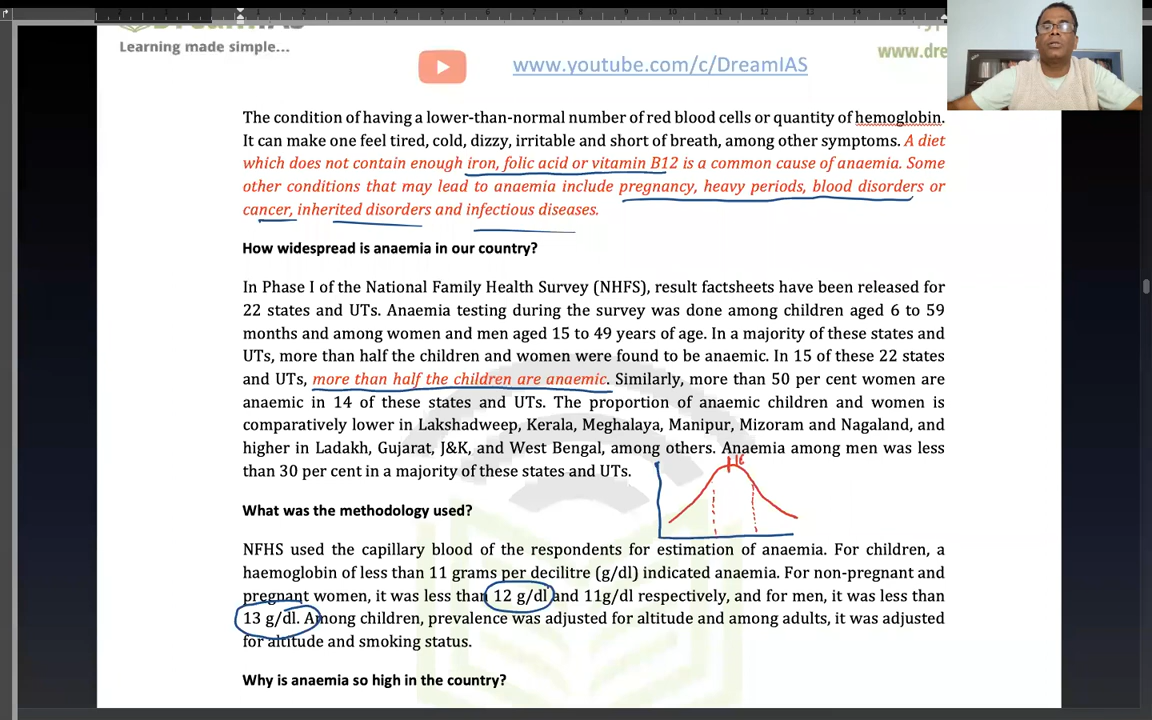 Learning made simple...
www.youtube.com/c/DreamIAS
www.dre
The condition of having a lower-than-normal number of red blood cells or quantity of hemoglobin.
It can make one feel tired, cold, dizzy, irritable and short of breath, among other symptoms. A diet
which does not contain enough iron, folic acid or vitamin B12 is a common cause of anaemia. Some
other conditions that may lead to anaemia include pregnancy, heavy periods, blood disorders or
cancer, inherited disorders and infectious diseases.
How widespread is anaemia in our country?
In Phase I of the National Family Health Survey (NHFS), result factsheets have been released for
22 states and UTs. Anaemia testing during the survey was done among children aged 6 to 59
months and among women and men aged 15 to 49 years of age. In a majority of these states and
UTs, more than half the children and women were found to be anaemic. In 15 of these 22 states
and UTs, more than half the children are anaemic. Similarly, more than 50 per cent women are
anaemic in 14 of these states and UTs. The proportion of anaemic children and women is
comparatively lower in Lakshadweep, Kerala, Meghalaya, Manipur, Mizoram and Nagaland, and
higher in Ladakh, Gujarat, J&K, and West Bengal, among others. Anaemia among men was less
than 30 per cent in a majority of these states and UTs.
What was the methodology used?
NFHS used the capillary blood of the respondents for estimation of anaemia. For children, a
haemoglobin of less than 11 grams per decilitre (g/dl) indicated anaemia. For non-pregnant and
pregnant women, it was less than 12 g/dl and 11g/dl respectively, and for men, it was less than
13 g/dl. Among children, prevalence was adjusted for altitude and among adults, it was adjusted
for altitude and smoking status.
Why is anaemia so high in the country?